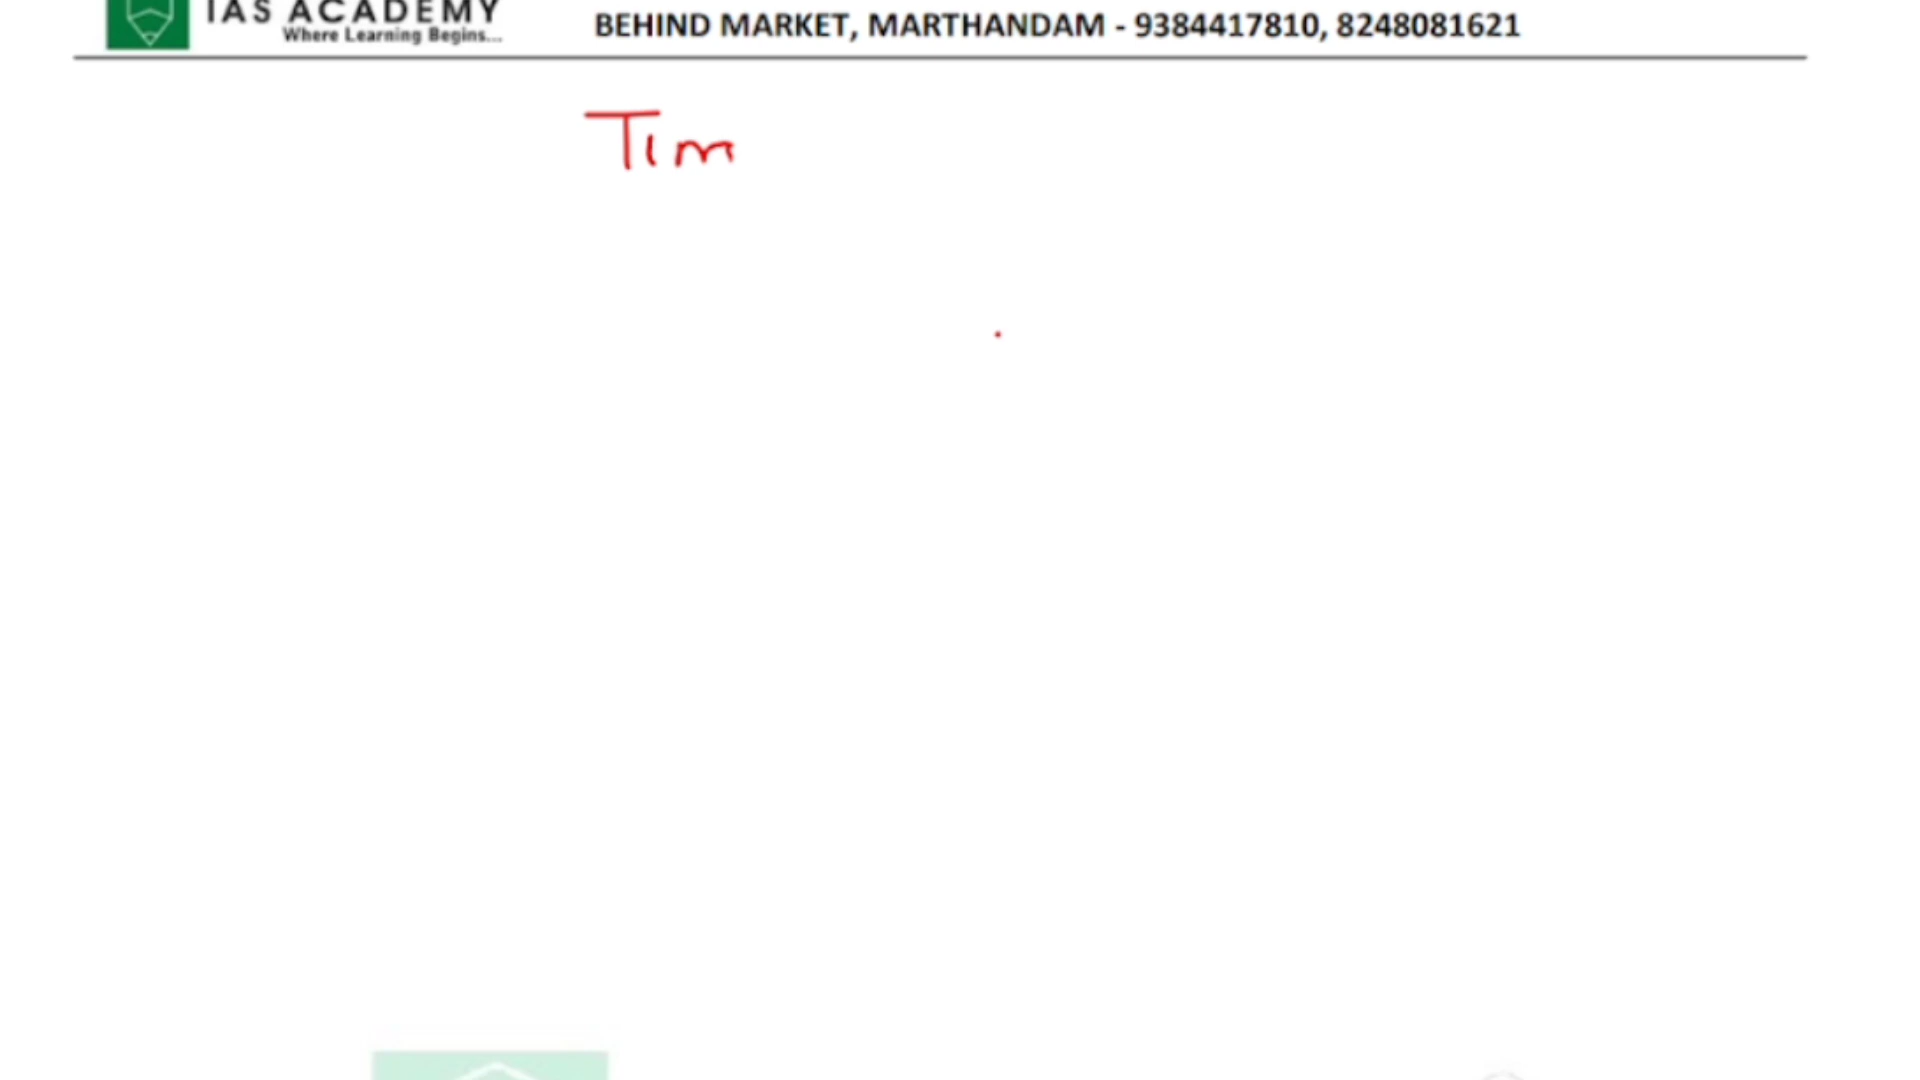 IAS ACADEMY
Where Learning Begins...
BEHIND MARKET, MARTHANDAM - 9384417810, 8248081621
Tim